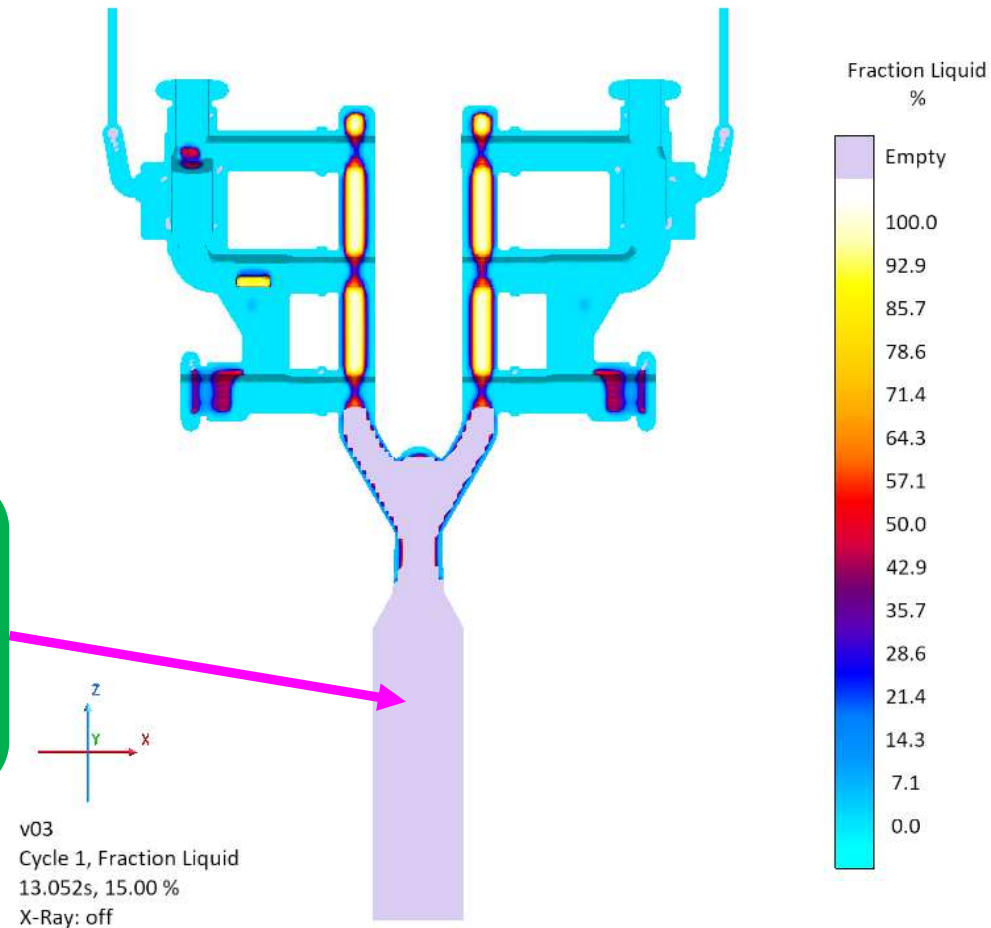 Fraction Liquid
%
Empty
100.0
92.9
85.7
78.6
71.4
64.3
57.1
50.0
42.9
35.7
28.6
21.4
14.3
7.1
0.0
Z
Y X
v03
Cycle 1, Fraction Liquid
13.052s, 15.00 %
X-Ray: off